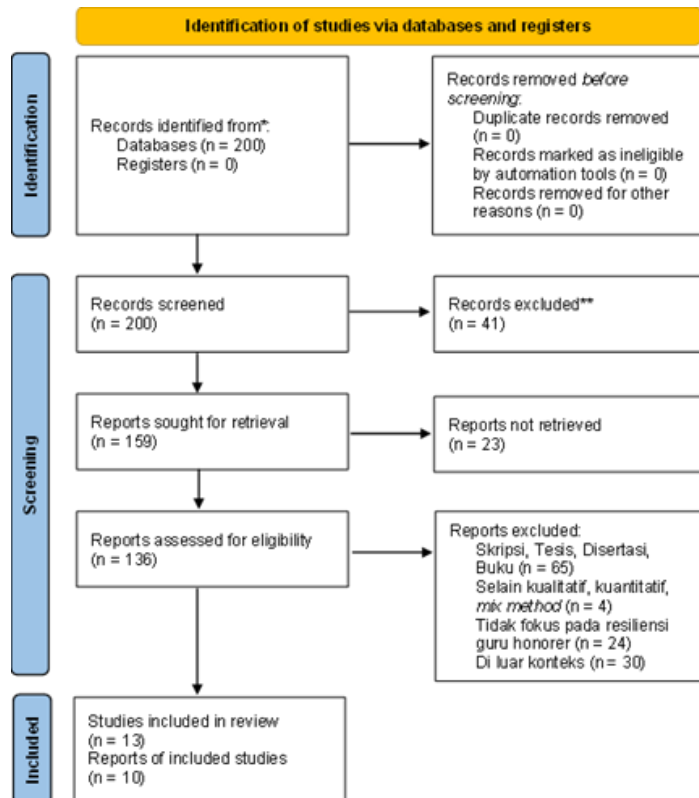 Identification of studies via databases and registers
Identification
Records identified from*:
Databases (n = 200)
Registers (n = 0)
Records removed before
screening:
Duplicate records removed
(n = 0)
Records marked as ineligible
by automation tools (n = 0)
Records removed for other
reasons (n = 0)
Screening
Records screened
(n = 200)
Records excluded**
(n = 41)
Reports sought for retrieval
(n = 159)
Reports not retrieved
(n = 23)
Reports assessed for eligibility
(n = 136)
Reports excluded:
Skripsi, Tesis, Disertasi,
Buku (n = 65)
Selain kualitatif, kuantitatif,
mix method (n = 4)
Tidak fokus pada resiliensi
guru honorer (n = 24)
Di luar konteks (n = 30)
Included
Studies included in review
(n = 13)
Reports of included studies
(n = 10)